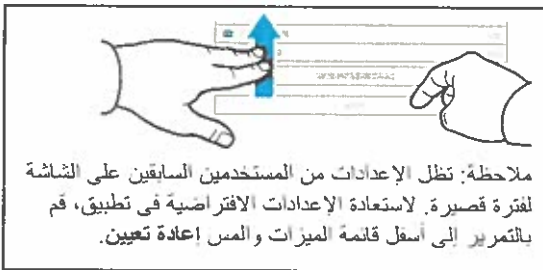 ملاحظة: تظل الإعدادات من المستخدمين السابقين على الشاشة
لفترة قصيرة. لاستعادة الإعدادات الافتراضية في تطبيق، قم
بالتمرير إلى أسفل قائمة الميزات والمس إعادة تعيين.